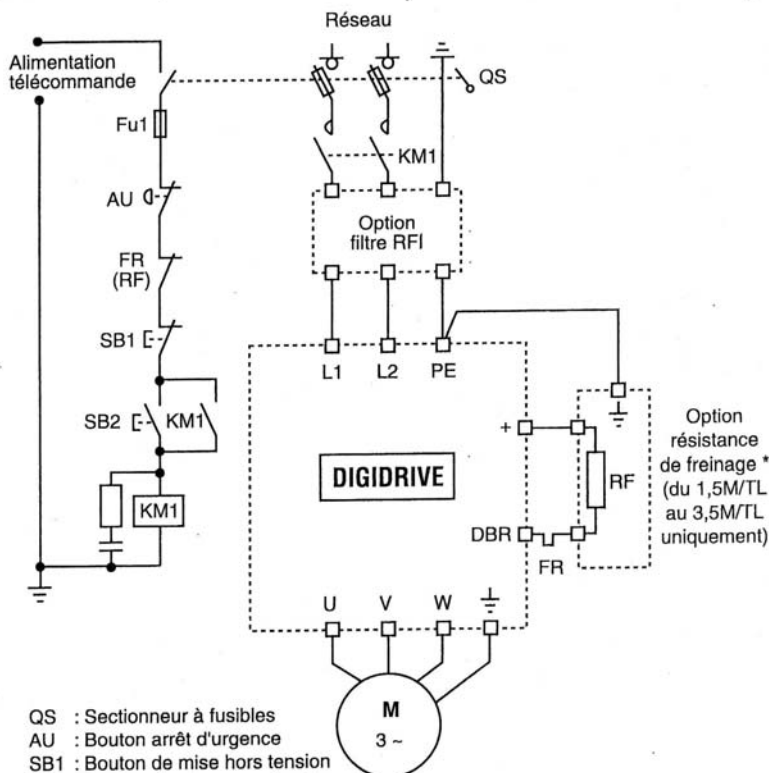 Réseau
Alimentation
télécommande
QS
Fu1
KM1
AU
Option
filtre RFI
FR
(RF)
SB1
L1 L2 PE
SB2 KM1
+
Option
résistance
de freinage *
(du 1,5M/TL
au 3,5M/TL
uniquement)
DIGIDRIVE
RF
KM1
DBR
FR
U V W
M
3 ~
QS : Sectionneur à fusibles
AU : Bouton arrêt d'urgence
SB1 : Bouton de mise hors tension